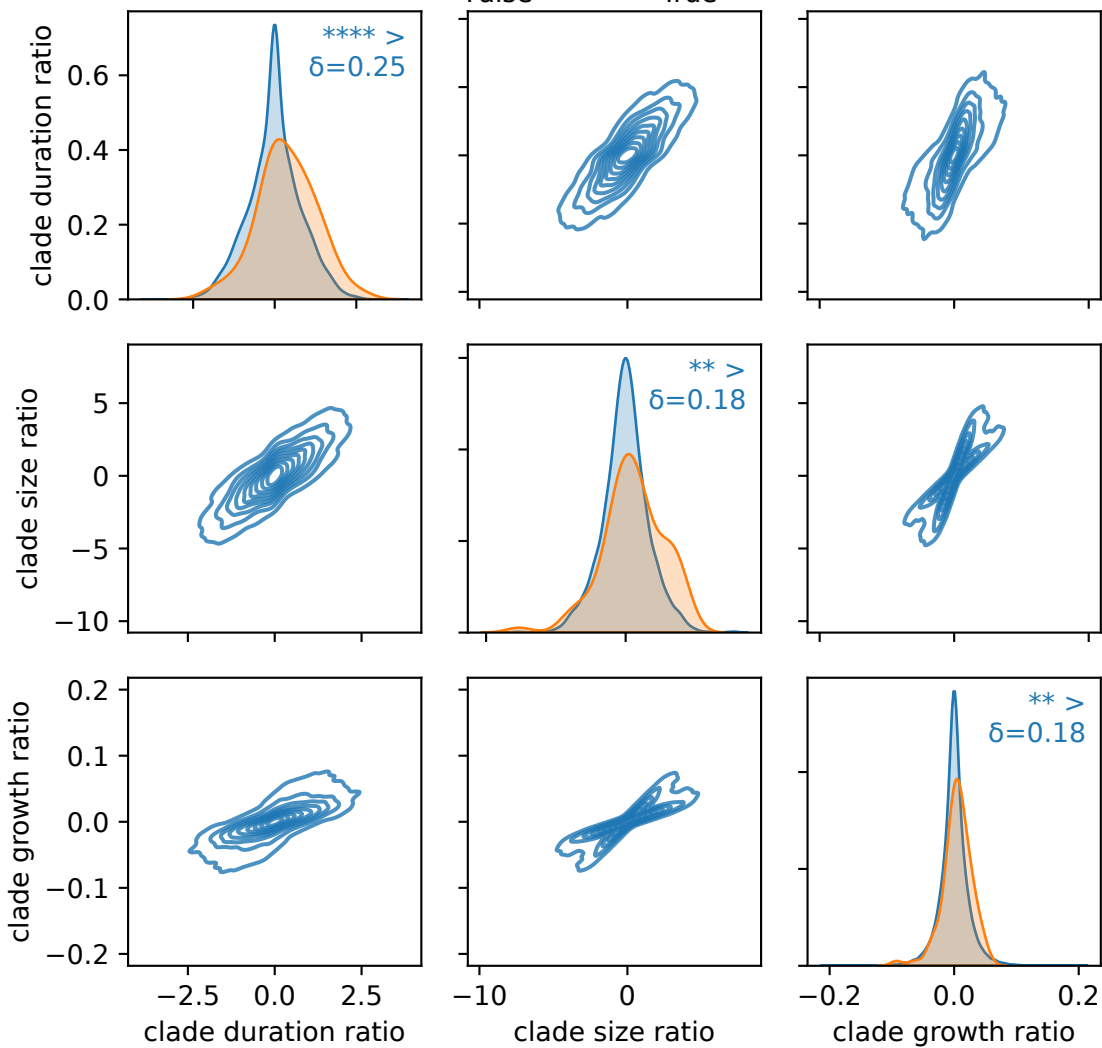 clade duration ratio
0.6
0.4
0.2
0.0
**** >
δ=0.25
clade size ratio
5
0
−5
−10
** >
δ=0.18
clade growth ratio
0.2
0.1
0.0
−0.1
−0.2
** >
δ=0.18
−2.5 0.0 2.5
−10 0
−0.2 0.0 0.2
clade duration ratio
clade size ratio
clade growth ratio